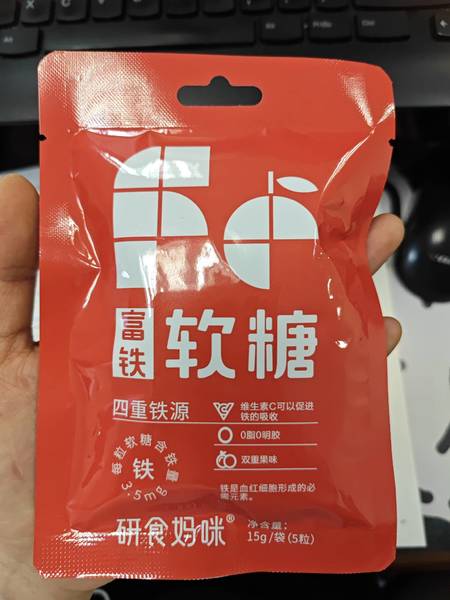 Fe
富铁
软糖
四重铁源
维生素C可以促进
铁的吸收
0脂0明胶
双重果味
每粒软糖含铁量
铁
3.5mg
铁是血红细胞形成的必
需元素。
研食妈咪®
净含量：
15g/袋(5粒)